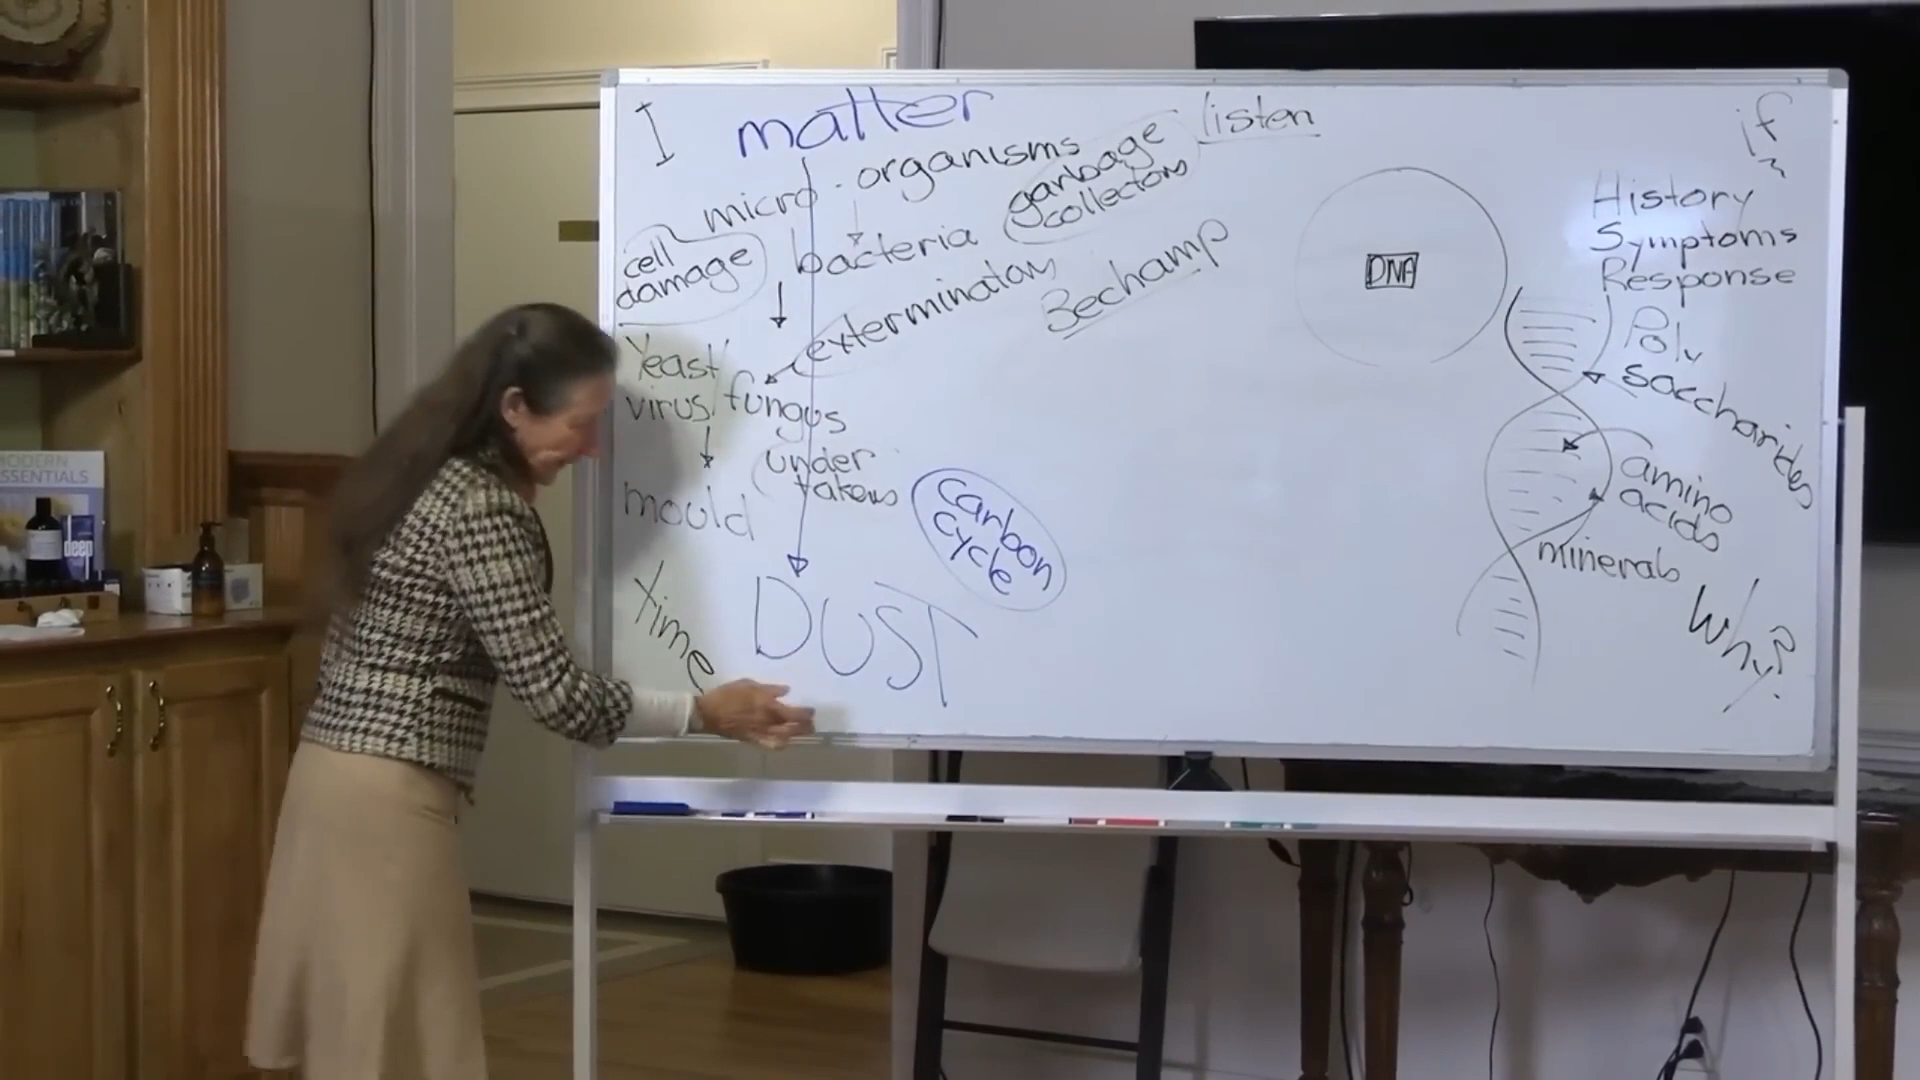 I matter
micro-organisms
garbage
collectors
listen
cell
damage
bacteria
exterminators
Bechamp
Yeast
virus/fungus
under
takers
mould
carbon
cycle
Time
DUST
DNA
if
History
Symptoms
Response
Poly
saccharides
amino
acids
minerals
Why?
MODERN
ESSENTIALS
deep